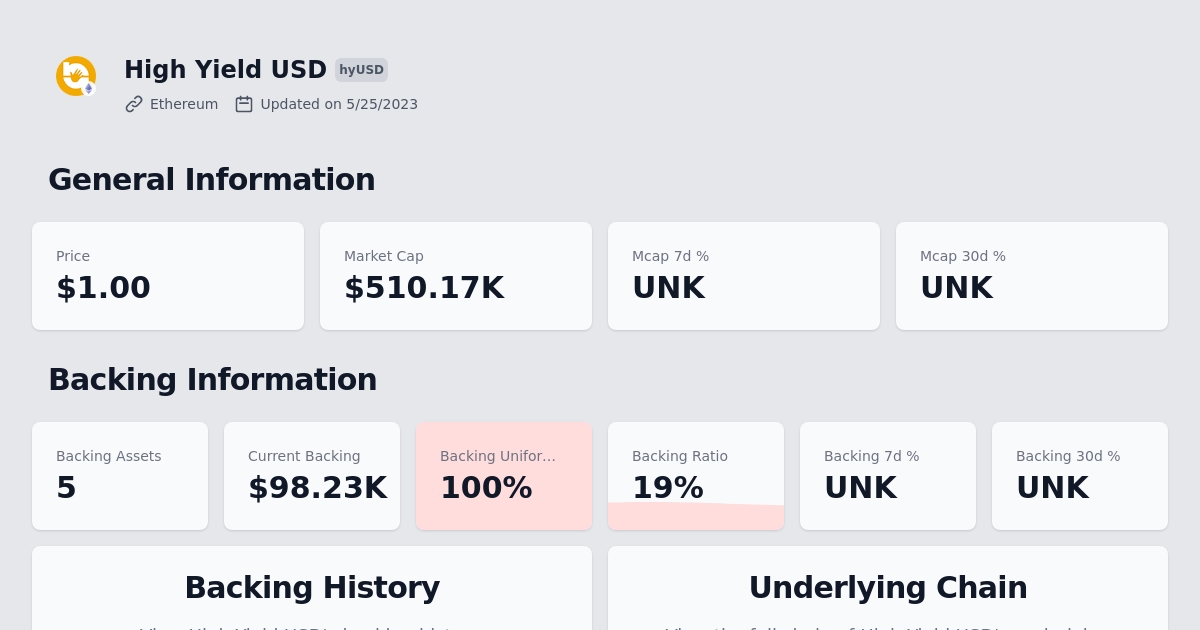 High Yield USD hyUSD
Ethereum Updated on 5/25/2023
General Information
Price Market Cap Mcap 7d % Mcap 30d %
$1.00 $510.17K UNK UNK
Backing Information
Backing Assets Current Backing Backing Unifor... Backing Ratio Backing 7d % Backing 30d %
5 $98.23K 100% 19% UNK UNK
Backing History Underlying Chain